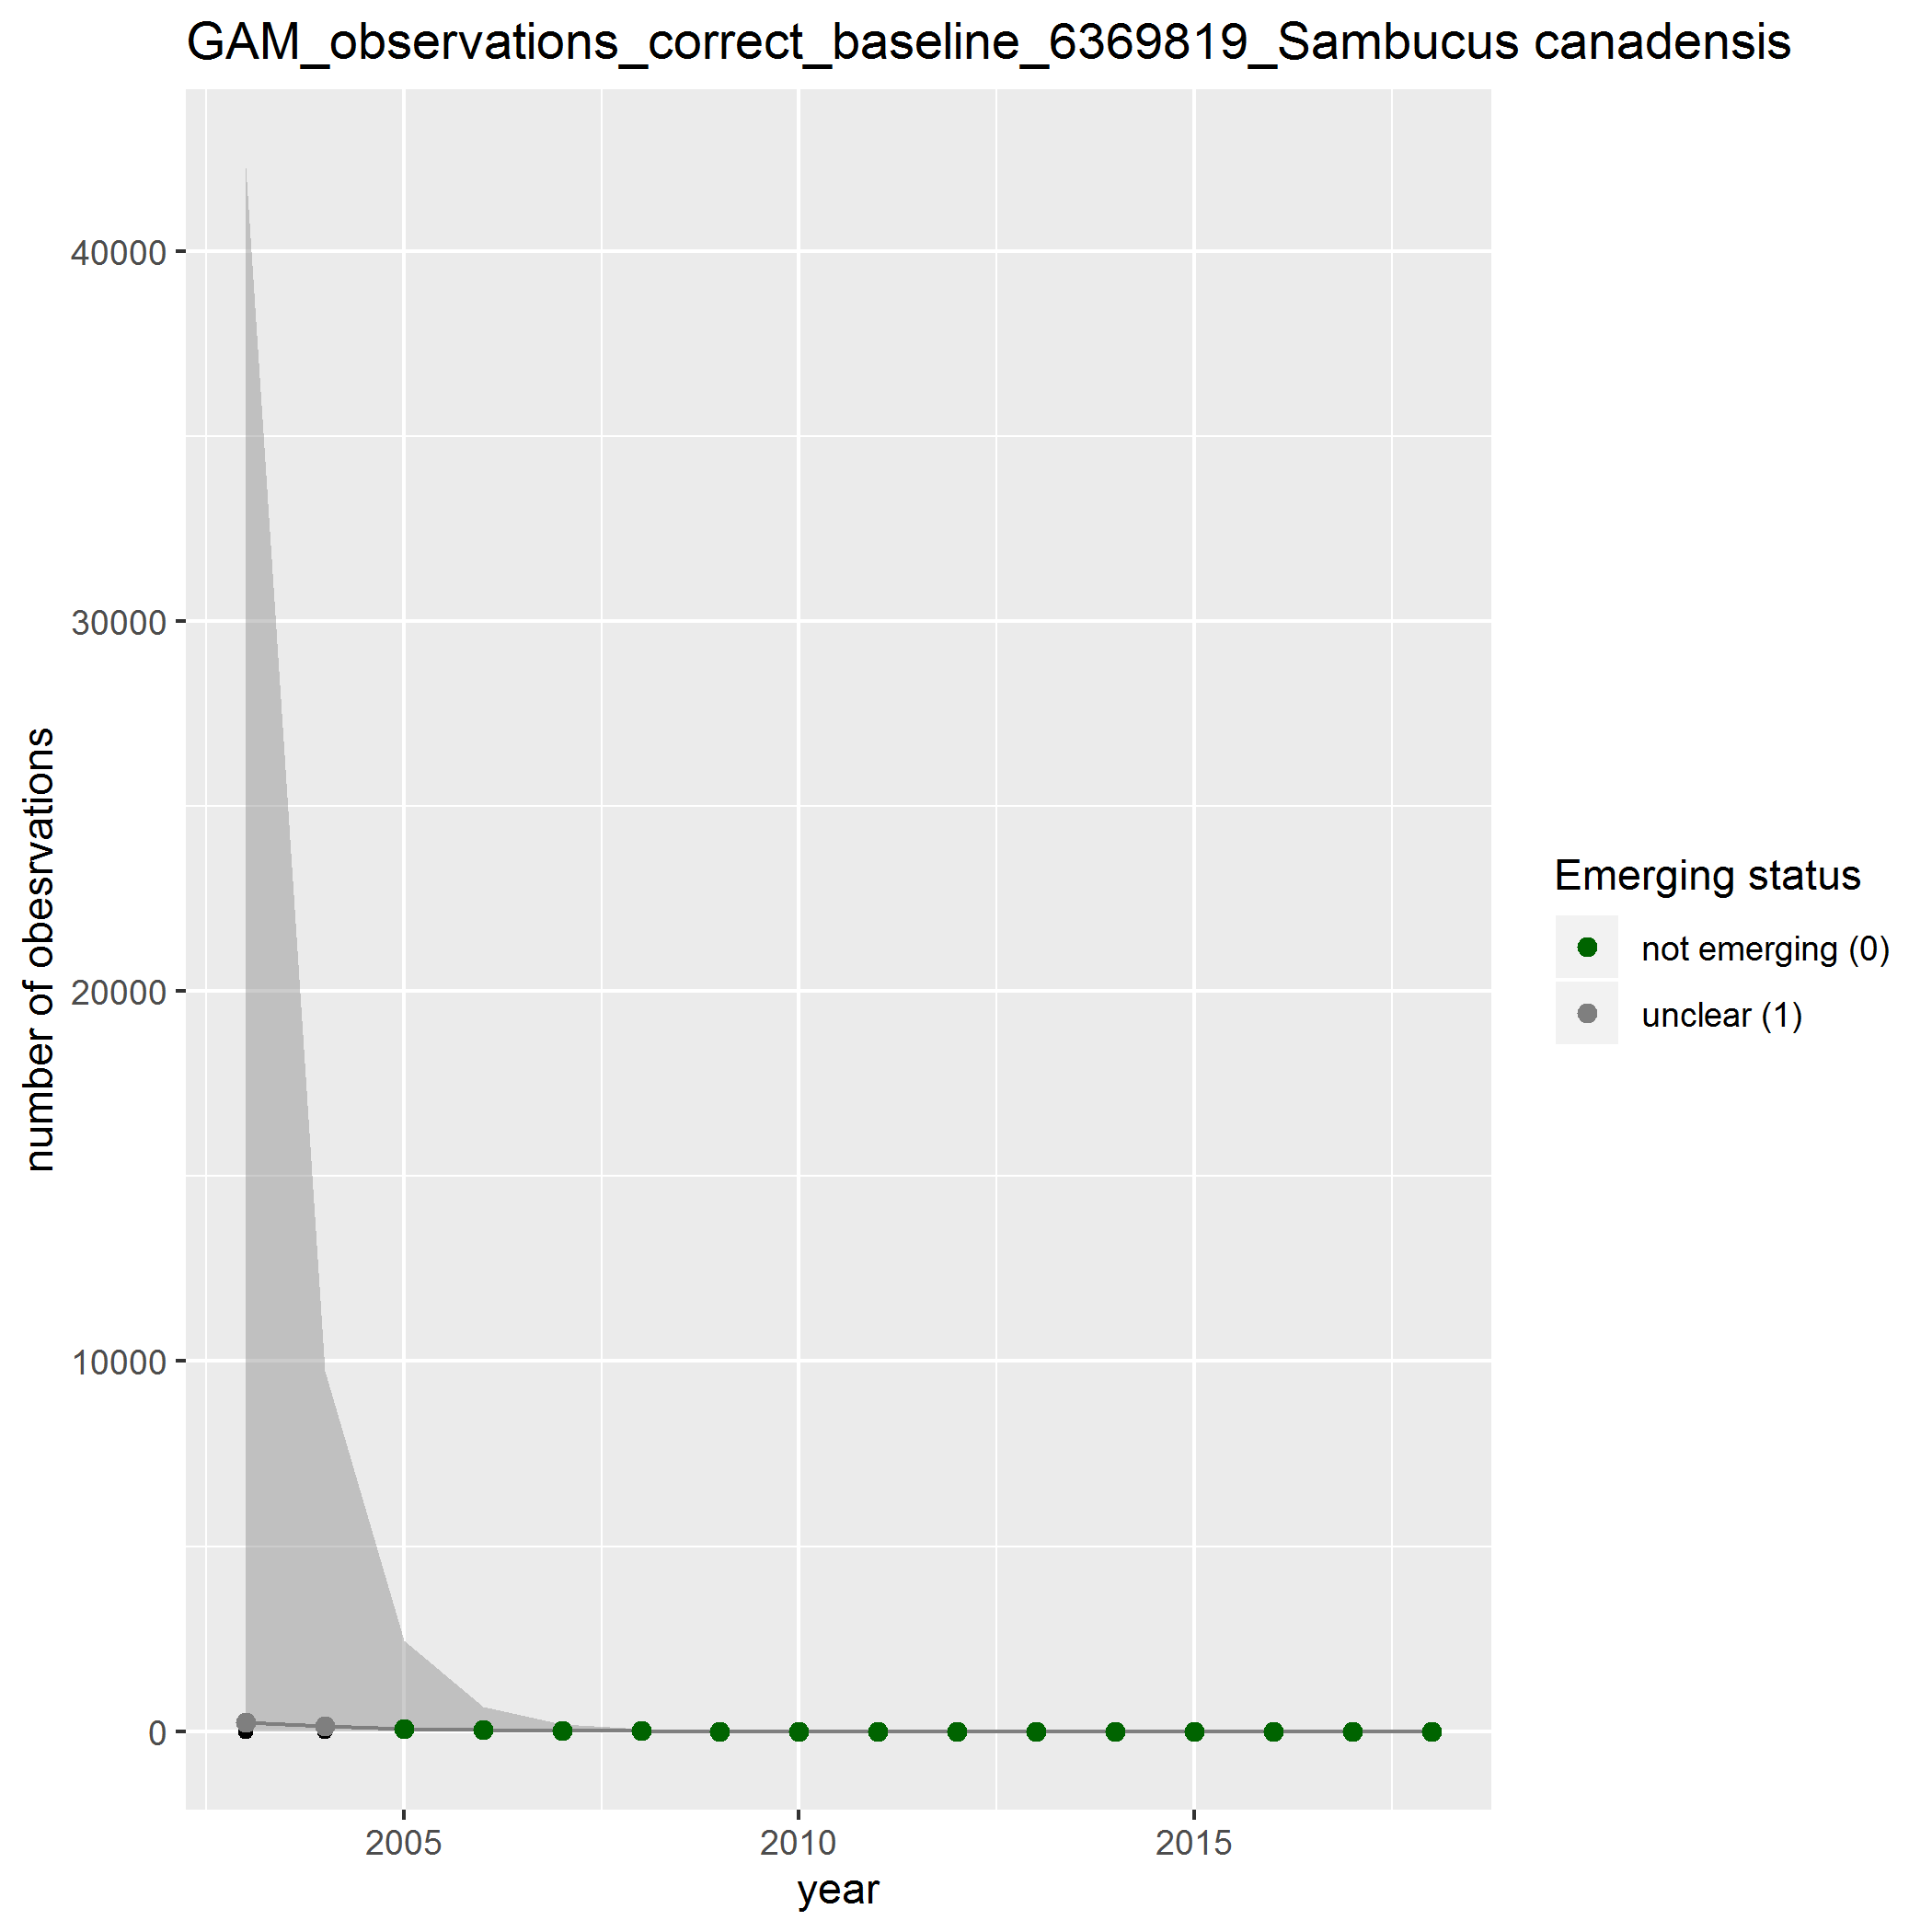 GAM_observations_correct_baseline_6369819_Sambucus canadensis
number of obesrvations
40000
30000
20000
10000
0
2005
2010
2015
year
Emerging status
not emerging (0)
unclear (1)